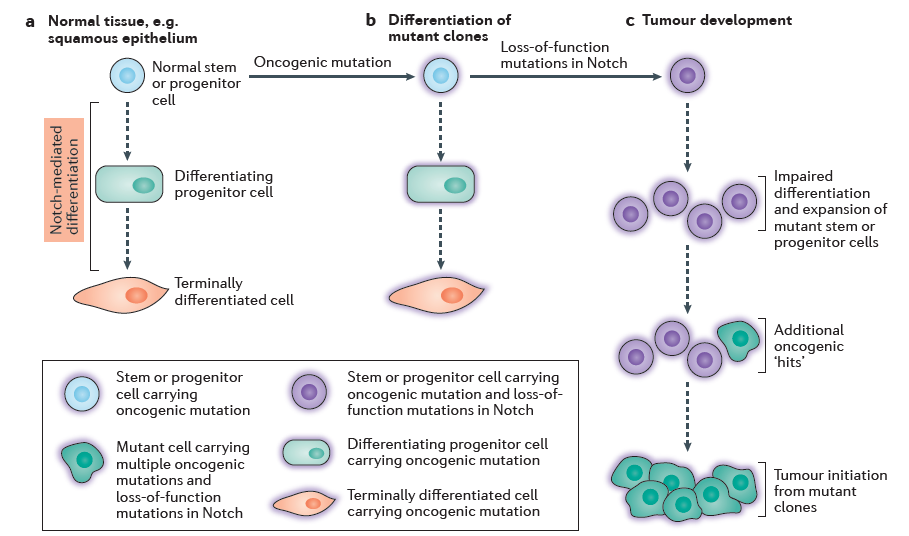 a Normal tissue, e.g.
squamous epithelium
b Differentiation of
mutant clones
c Tumour development
Normal stem
or progenitor
cell
Oncogenic mutation
Loss-of-function
mutations in Notch
Notch-mediated
differentiation
Differentiating
progenitor cell
Terminally
differentiated cell
Impaired
differentiation
and expansion of
mutant stem or
progenitor cells
Additional
oncogenic
‘hits’
Tumour initiation
from mutant
clones
Stem or progenitor
cell carrying
oncogenic mutation
Mutant cell carrying
multiple oncogenic
mutations and
loss-of-function
mutations in Notch
Stem or progenitor cell carrying
oncogenic mutation and loss-of-
function mutations in Notch
Differentiating progenitor cell
carrying oncogenic mutation
Terminally differentiated cell
carrying oncogenic mutation